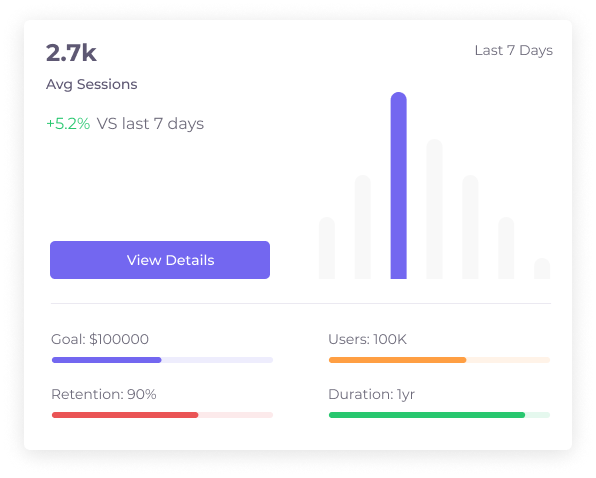 2.7k
Last 7 Days
Avg Sessions
+5.2% VS last 7 days
View Details
Goal: $100000
Users: 100K
Retention: 90%
Duration: 1yr